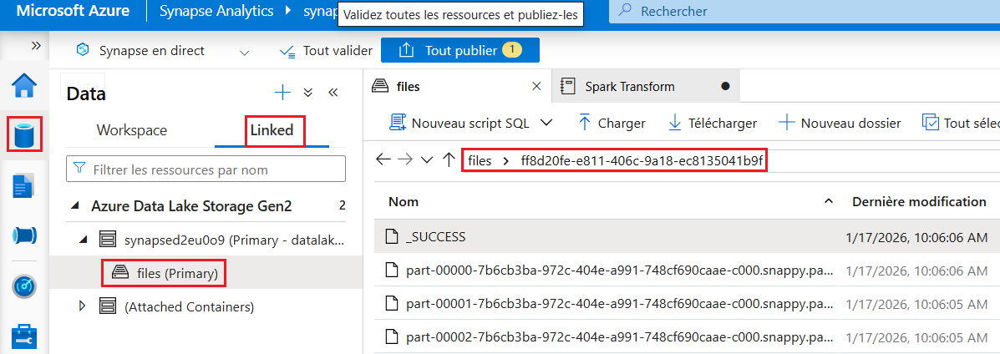 Microsoft Azure Synapse Analytics synap
Validez toutes les ressources et publiez-les
Rechercher
Synapse en direct Tout valider Tout publier 1
Data
Workspace Linked
Filtrer les ressources par nom
Azure Data Lake Storage Gen2 2
synapsed2eu0o9 (Primary - datalak...
files (Primary)
(Attached Containers)
files Spark Transform
Nouveau script SQL Charger Télécharger Nouveau dossier Tout sélec
files > ff8d20fe-e811-406c-9a18-ec8135041b9f
Nom Dernière modification
_SUCCESS 1/17/2026, 10:06:06 AM
part-00000-7b6cb3ba-972c-404e-a991-748cf690caae-c000.snappy.pa... 1/17/2026, 10:06:06 AM
part-00001-7b6cb3ba-972c-404e-a991-748cf690caae-c000.snappy.pa... 1/17/2026, 10:06:05 AM
part-00002-7b6cb3ba-972c-404e-a991-748cf690caae-c000.snappy.pa... 1/17/2026, 10:06:05 AM